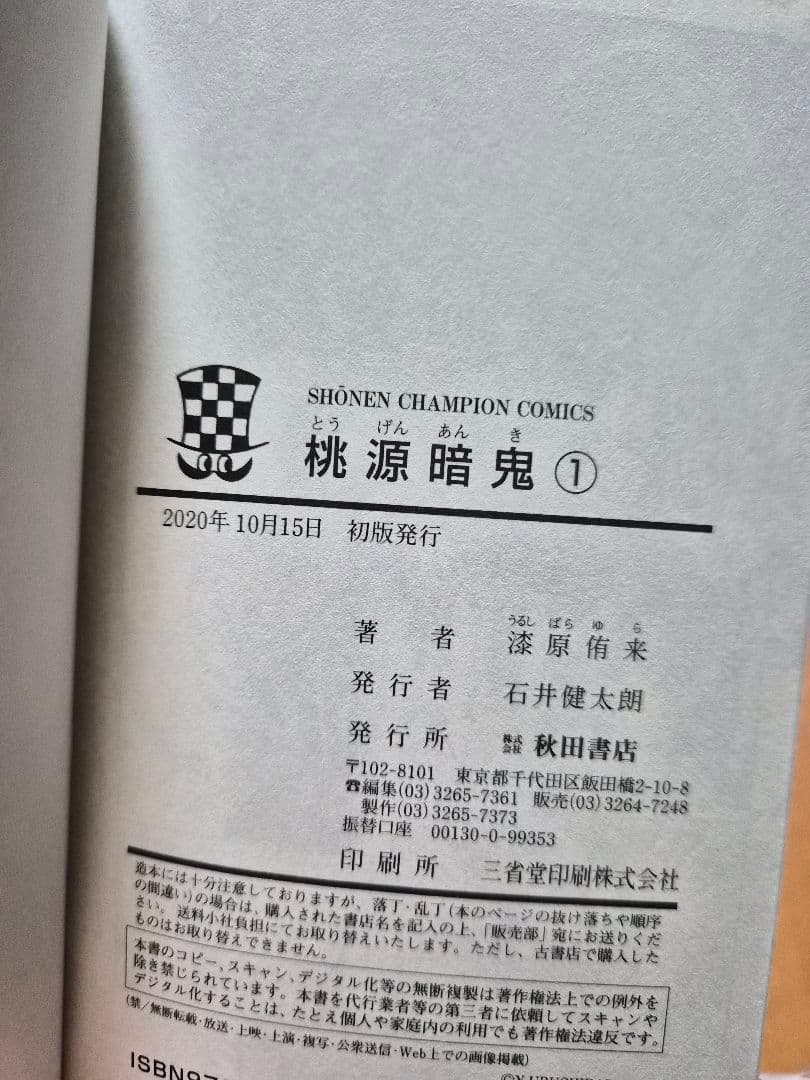 SHŌNEN CHAMPION COMICS
とう げん あん き
桃源暗鬼①
2020年10月15日 初版発行
うるし ばら ゆ ら
著者 漆原侑来
発行者 石井健太朗
発行所 株式会社 秋田書店
〒102-8101 東京都千代田区飯田橋2-10-8
☎編集(03)3265-7361 販売(03)3264-7248
製作(03)3265-7373
振替口座 00130-0-99353
印刷所 三省堂印刷株式会社
造本には十分注意しておりますが、落丁・乱丁(本のページの抜け落ちや順序
の間違い)の場合は、購入された書店名を記入の上、「販売部」宛にお送りくだ
さい。送料小社負担にてお取り替えいたします。ただし、古書店で購入した
ものはお取り替えできません。
本書のコピー、スキャン、デジタル化等の無断複製は著作権法上での例外を
除き禁じられています。本書を代行業者等の第三者に依頼してスキャンや
デジタル化することは、たとえ個人や家庭内の利用でも著作権法違反です。
(禁/無断転載・放送・上映・上演・複写・公衆送信・Web上での画像掲載)
ISBN97